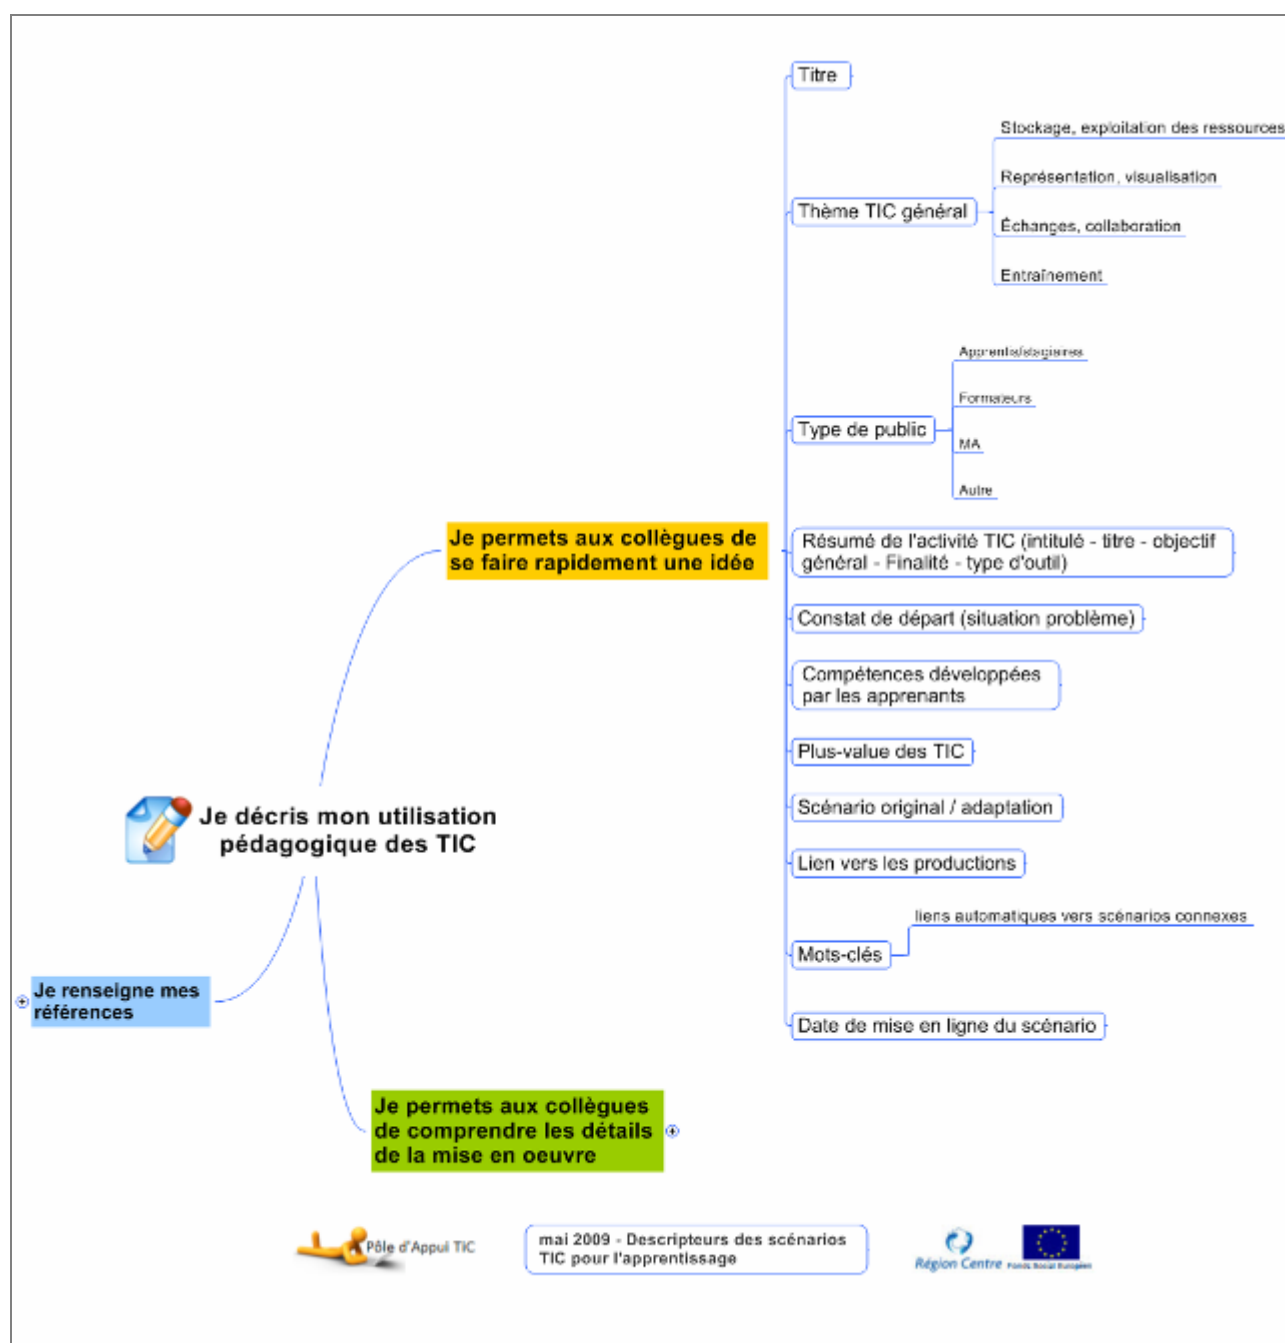 Titre
Stockage, exploitation des ressources
Représentation, visualisation
Thème TIC général
Échanges, collaboration
Entraînement
Apprentis/stagiaires
Formateurs
Type de public
MA
Autre
Je permets aux collègues de
se faire rapidement une idée
Résumé de l'activité TIC (intitulé - titre - objectif
général - Finalité - type d'outil)
Constat de départ (situation problème)
Compétences développées
par les apprenants
Plus-value des TIC
Scénario original / adaptation
Je décris mon utilisation
pédagogique des TIC
Lien vers les productions
liens automatiques vers scénarios connexes
Mots-clés
Je renseigne mes
références
Date de mise en ligne du scénario
Je permets aux collègues
de comprendre les détails
de la mise en oeuvre
Pôle d'Appui TIC
mai 2009 - Descripteurs des scénarios
TIC pour l'apprentissage
Région Centre
Fonds Social Européen